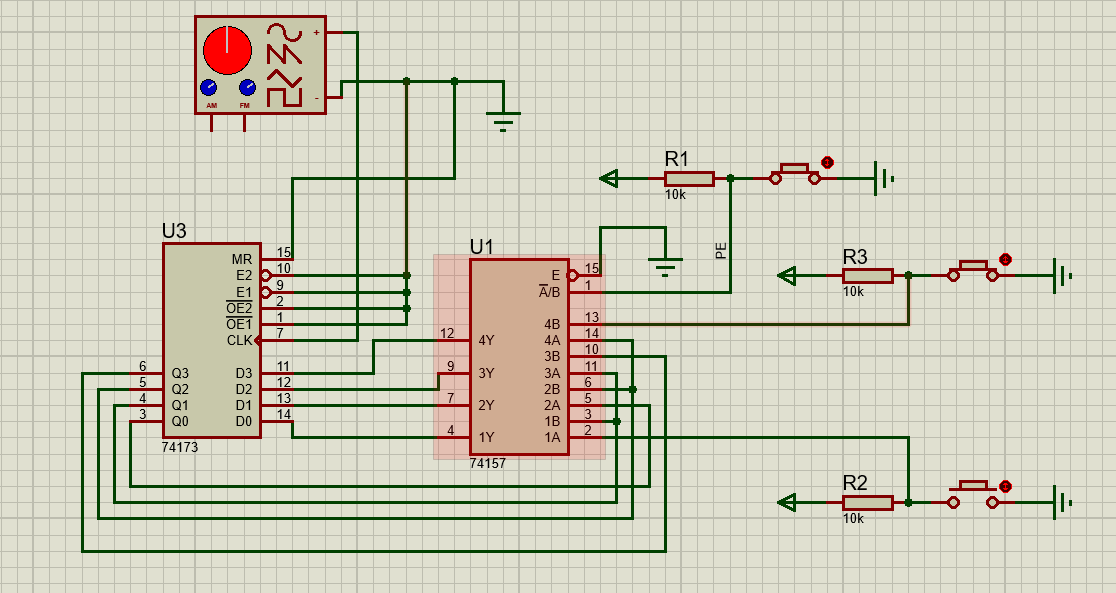 +
-
AM FM
R1
10k
PE
R3
10k
U3
MR 15
E2 10
E1 9
OE2 2
OE1 1
CLK 7
6 Q3 D3 11
5 Q2 D2 12
4 Q1 D1 13
3 Q0 D0 14
74173
U1
E 15
A/B 1
4B 13
12 4Y 4A 14
3B 10
9 3Y 3A 11
2B 6
7 2Y 2A 5
1B 3
4 1Y 1A 2
74157
R2
10k